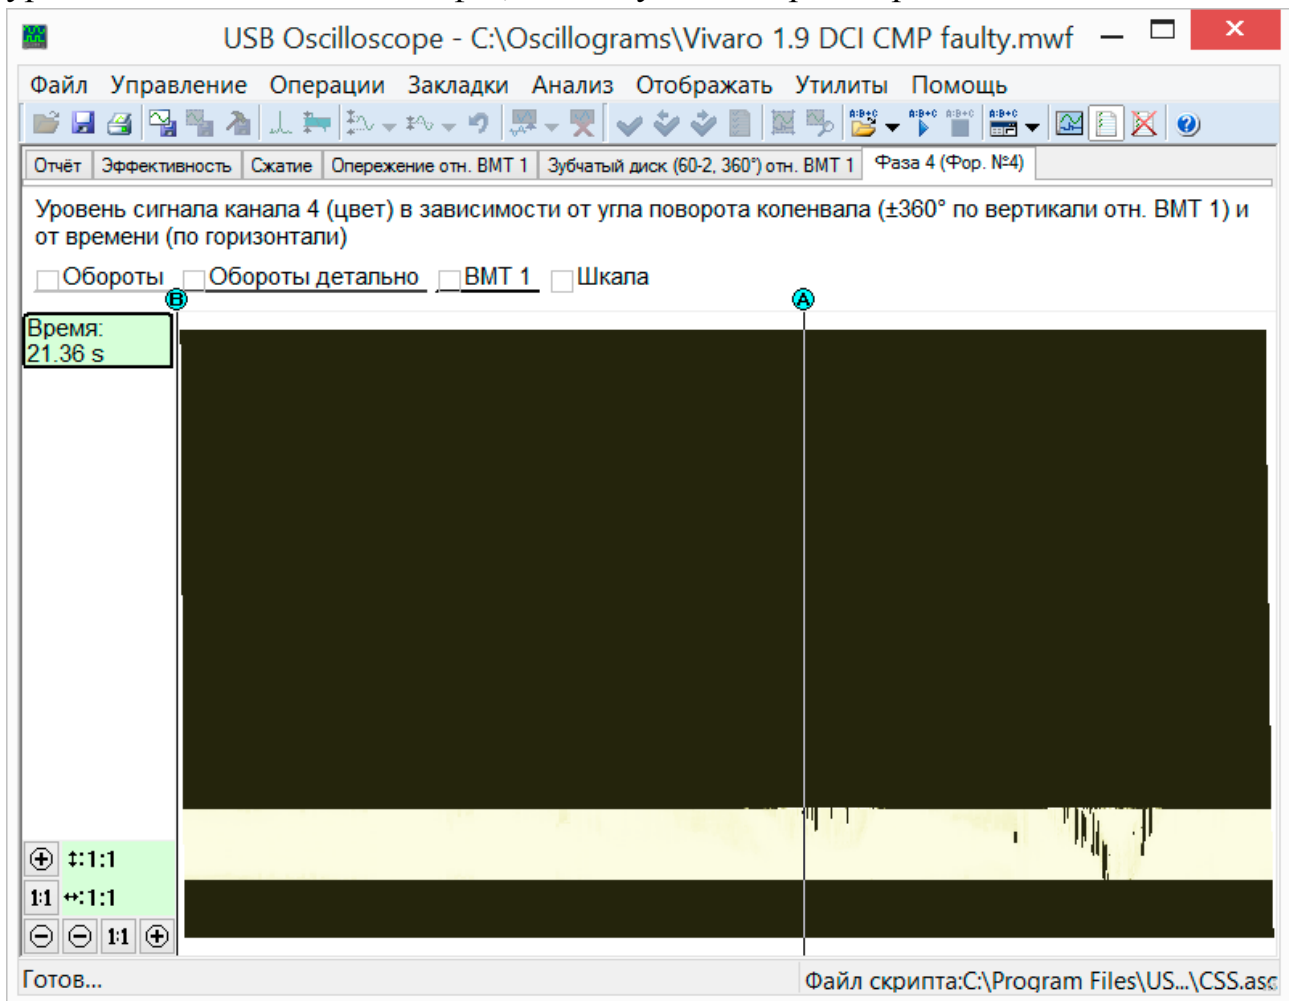 USB Oscilloscope - C:\Oscillograms\Vivaro 1.9 DCI CMP faulty.mwf
Файл Управление Операции Закладки Анализ Отображать Утилиты Помощь
A:B+C A:B+C A:B+C A:B+C
Отчёт Эффективность Сжатие Опережение отн. ВМТ 1 Зубчатый диск (60-2, 360°) отн. ВМТ 1 Фаза 4 (Фор. №4)
Уровень сигнала канала 4 (цвет) в зависимости от угла поворота коленвала (±360° по вертикали отн. ВМТ 1) и
от времени (по горизонтали)
Обороты Обороты детально ВМТ 1 Шкала
B A
Время:
21.36 s
1:1
1:1 1:1
1:1
Готов... Файл скрипта:C:\Program Files\US...\CSS.asc